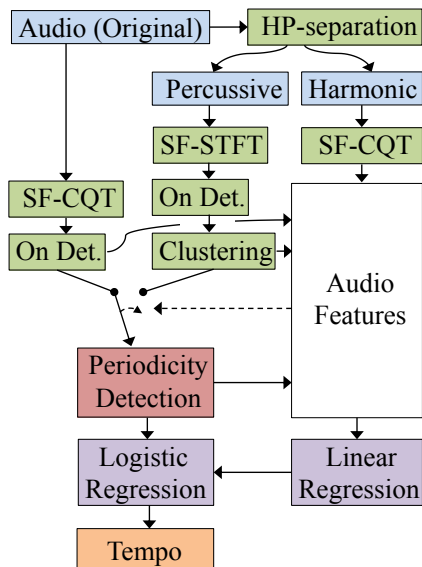 Audio (Original)
HP-separation
Percussive
Harmonic
SF-STFT
SF-CQT
SF-CQT
On Det.
On Det.
Clustering
Audio
Features
Periodicity
Detection
Logistic
Regression
Linear
Regression
Tempo